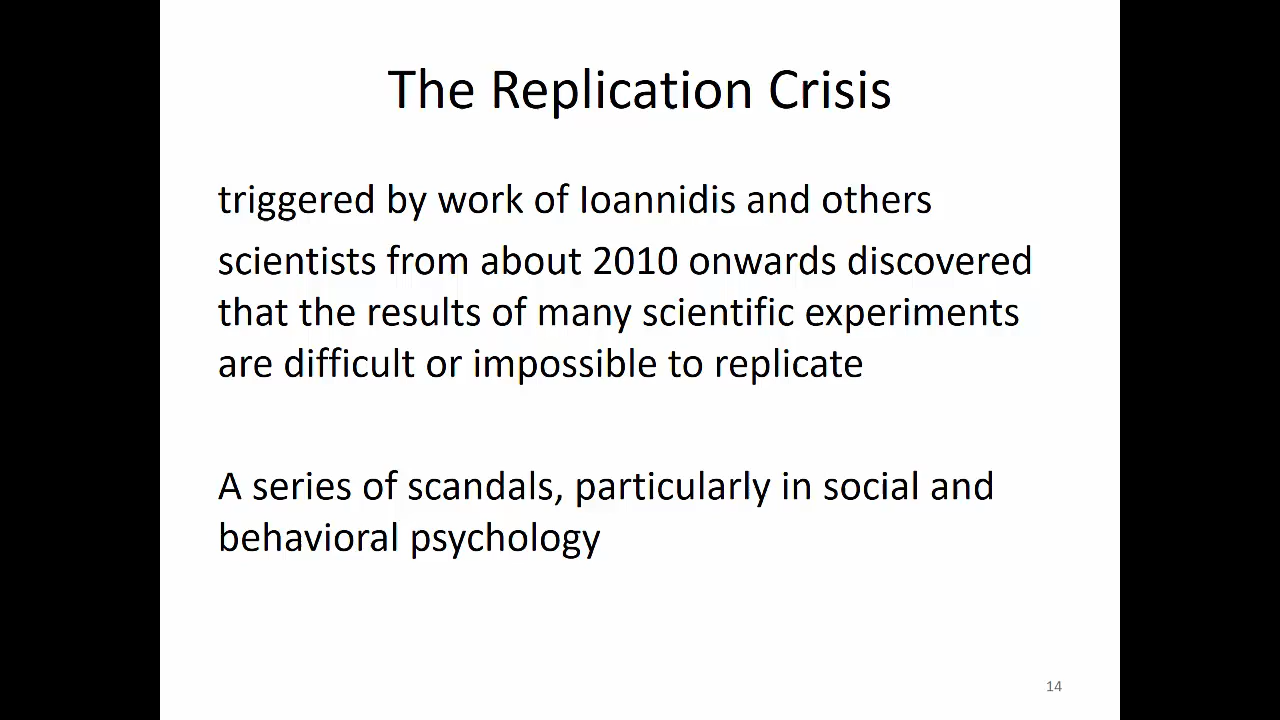 The Replication Crisis
triggered by work of Ioannidis and others
scientists from about 2010 onwards discovered
that the results of many scientific experiments
are difficult or impossible to replicate
A series of scandals, particularly in social and
behavioral psychology
14